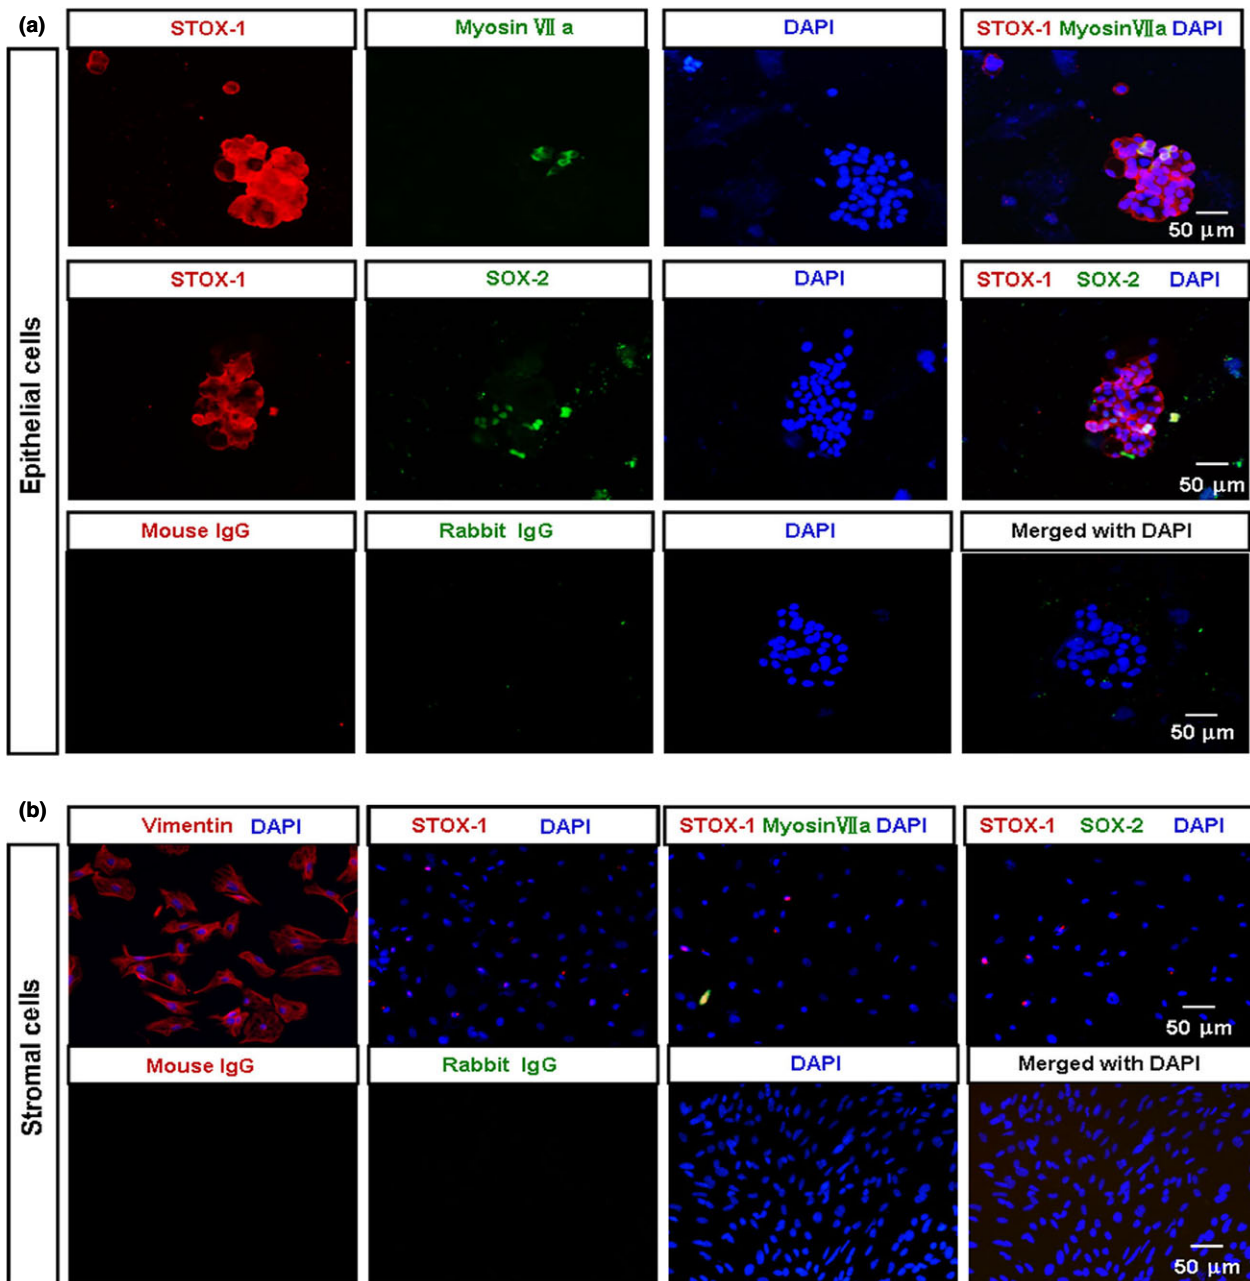 (a)
STOX-1
Myosin Ⅶ a
DAPI
STOX-1 MyosinⅦa DAPI
50 μm
Epithelial cells
STOX-1
SOX-2
DAPI
STOX-1 SOX-2 DAPI
50 μm
Mouse IgG
Rabbit IgG
DAPI
Merged with DAPI
50 μm
(b)
Vimentin DAPI
STOX-1 DAPI
STOX-1 MyosinⅦa DAPI
STOX-1 SOX-2 DAPI
50 μm
Stromal cells
Mouse IgG
Rabbit IgG
DAPI
Merged with DAPI
50 μm